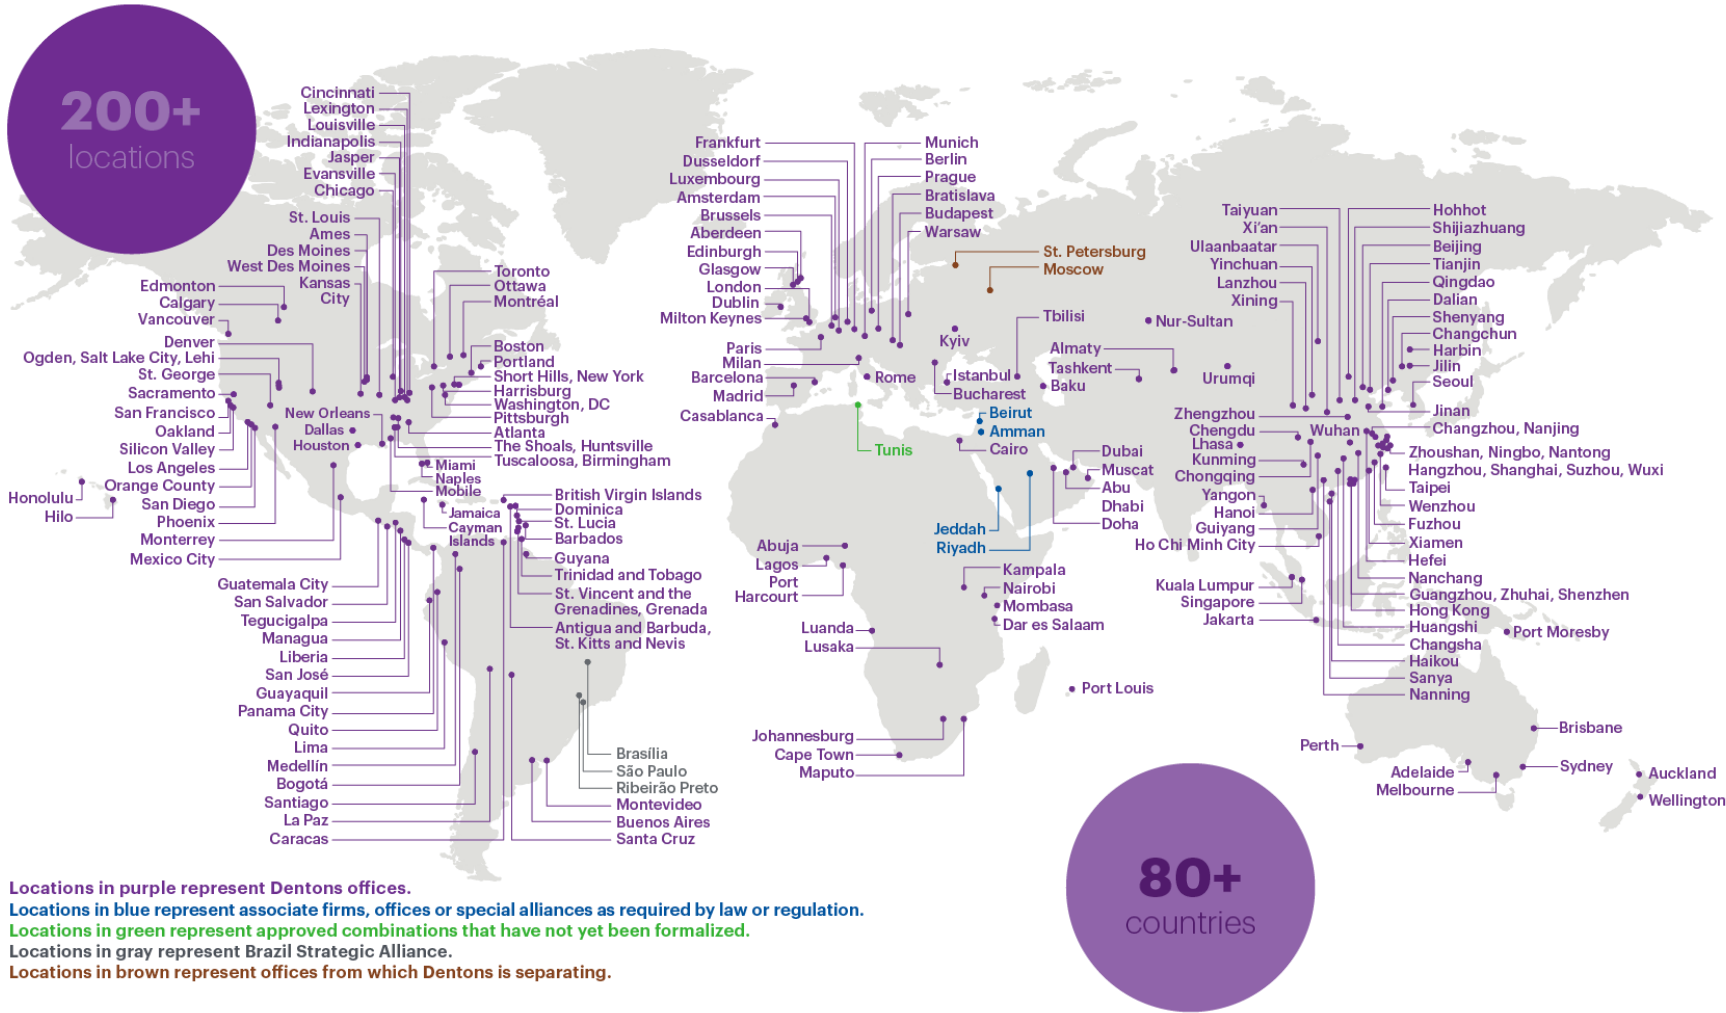 200+
locations
Cincinnati
Lexington
Louisville
Indianapolis
Jasper
Evansville
Chicago
St. Louis
Ames
Des Moines
West Des Moines
Kansas
City
Edmonton
Calgary
Vancouver
Denver
Ogden, Salt Lake City, Lehi
St. George
Sacramento
San Francisco
Oakland
Silicon Valley
Los Angeles
Orange County
San Diego
Phoenix
Monterrey
Mexico City
Honolulu
Hilo
New Orleans
Dallas
Houston
Toronto
Ottawa
Montréal
Boston
Portland
Short Hills, New York
Harrisburg
Washington, DC
Pittsburgh
Atlanta
The Shoals, Huntsville
Tuscaloosa, Birmingham
Miami
Naples
Mobile
Jamaica
Cayman
Islands
British Virgin Islands
Dominica
St. Lucia
Barbados
Guyana
Trinidad and Tobago
St. Vincent and the
Grenadines, Grenada
Antigua and Barbuda,
St. Kitts and Nevis
Guatemala City
San Salvador
Tegucigalpa
Managua
Liberia
San José
Guayaquil
Panama City
Quito
Lima
Medellín
Bogotá
Santiago
La Paz
Caracas
Brasília
São Paulo
Ribeirão Preto
Montevideo
Buenos Aires
Santa Cruz
Frankfurt
Dusseldorf
Luxembourg
Amsterdam
Brussels
Aberdeen
Edinburgh
Glasgow
London
Dublin
Milton Keynes
Paris
Milan
Barcelona
Madrid
Casablanca
Munich
Berlin
Prague
Bratislava
Budapest
Warsaw
St. Petersburg
Moscow
Tbilisi
Kyiv
Rome
Istanbul
Bucharest
Baku
Nur-Sultan
Almaty
Tashkent
Urumqi
Beirut
Amman
Cairo
Tunis
Dubai
Muscat
Abu
Dhabi
Doha
Jeddah
Riyadh
Abuja
Lagos
Port
Harcourt
Kampala
Nairobi
Mombasa
Dar es Salaam
Luanda
Lusaka
Port Louis
Johannesburg
Cape Town
Maputo
Taiyuan
Xi’an
Ulaanbaatar
Yinchuan
Lanzhou
Xining
Hohhot
Shijiazhuang
Beijing
Tianjin
Qingdao
Dalian
Shenyang
Changchun
Harbin
Jilin
Seoul
Jinan
Changzhou, Nanjing
Zhengzhou
Chengdu
Wuhan
Lhasa
Kunming
Chongqing
Yangon
Hanoi
Guiyang
Ho Chi Minh City
Kuala Lumpur
Singapore
Jakarta
Zhoushan, Ningbo, Nantong
Hangzhou, Shanghai, Suzhou, Wuxi
Taipei
Wenzhou
Fuzhou
Xiamen
Hefei
Nanchang
Guangzhou, Zhuhai, Shenzhen
Hong Kong
Huangshi
Changsha
Haikou
Sanya
Nanning
Port Moresby
Brisbane
Perth
Adelaide
Melbourne
Sydney
Auckland
Wellington
80+
countries
Locations in purple represent Dentons offices.
Locations in blue represent associate firms, offices or special alliances as required by law or regulation.
Locations in green represent approved combinations that have not yet been formalized.
Locations in gray represent Brazil Strategic Alliance.
Locations in brown represent offices from which Dentons is separating.